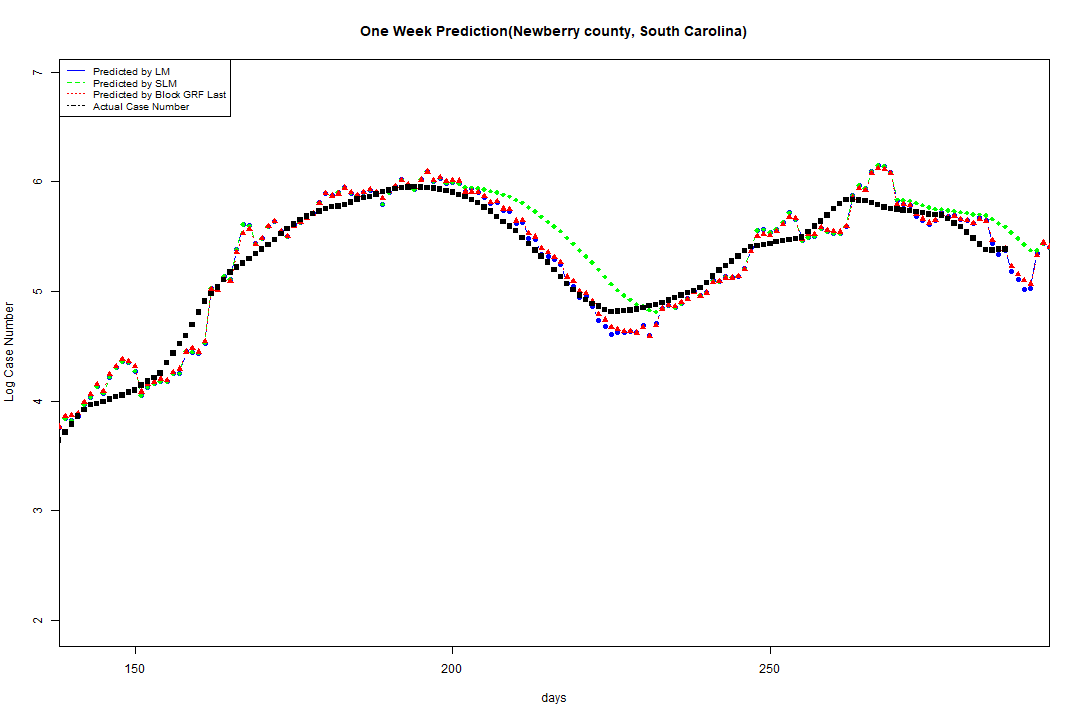 One Week Prediction(Newberry county, South Carolina)
7
Predicted by LM
Predicted by SLM
Predicted by Block GRF Last
Actual Case Number
6
5
4
3
2
Log Case Number
150 200 250
days